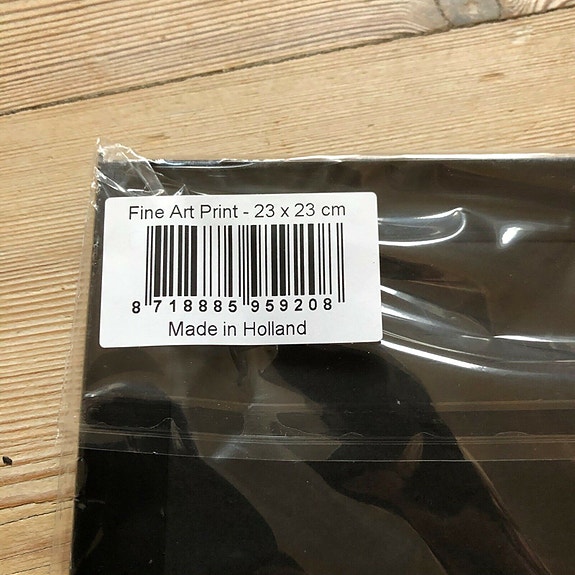 Fine Art Print - 23 x 23 cm
8 718885 959208
Made in Holland